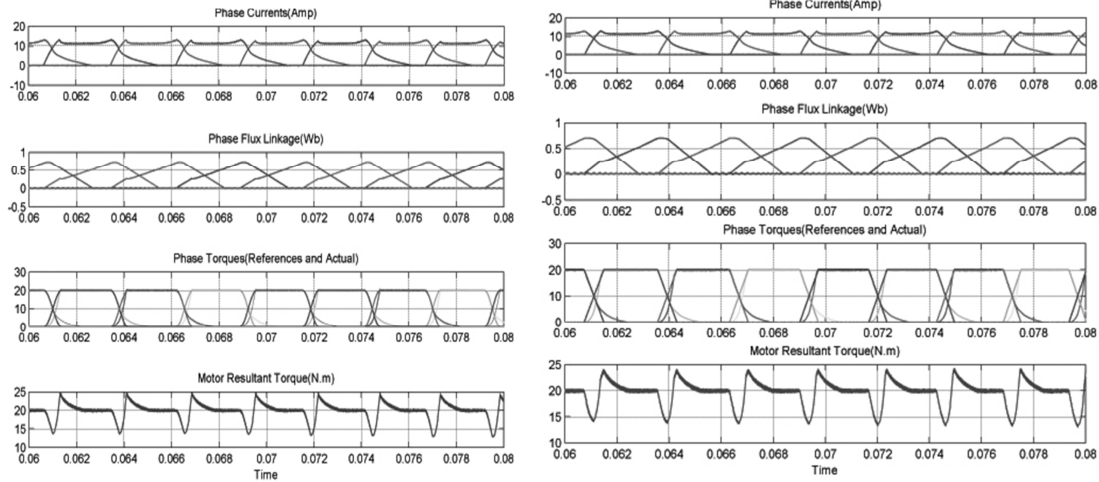 Phase Currents(Amp)
20
10
0
-10
0.06 0.062 0.064 0.066 0.068 0.07 0.072 0.074 0.076 0.078 0.08
Phase Flux Linkage(Wb)
1
0.5
0
-0.5
0.06 0.062 0.064 0.066 0.068 0.07 0.072 0.074 0.076 0.078 0.08
Phase Torques(References and Actual)
30
20
10
0
0.06 0.062 0.064 0.066 0.068 0.07 0.072 0.074 0.076 0.078 0.08
Motor Resultant Torque(N.m)
25
20
15
10
0.06 0.062 0.064 0.066 0.068 0.07 0.072 0.074 0.076 0.078 0.08
Time
Phase Currents(Amp)
20
10
0
-10
0.06 0.062 0.064 0.066 0.068 0.07 0.072 0.074 0.076 0.078 0.08
Phase Flux Linkage(Wb)
1
0.5
0
-0.5
0.06 0.062 0.064 0.066 0.068 0.07 0.072 0.074 0.076 0.078 0.08
Phase Torques(References and Actual)
30
20
10
0
0.06 0.062 0.064 0.066 0.068 0.07 0.072 0.074 0.076 0.078 0.08
Motor Resultant Torque(N.m)
25
20
15
10
0.06 0.062 0.064 0.066 0.068 0.07 0.072 0.074 0.076 0.078 0.08
Time